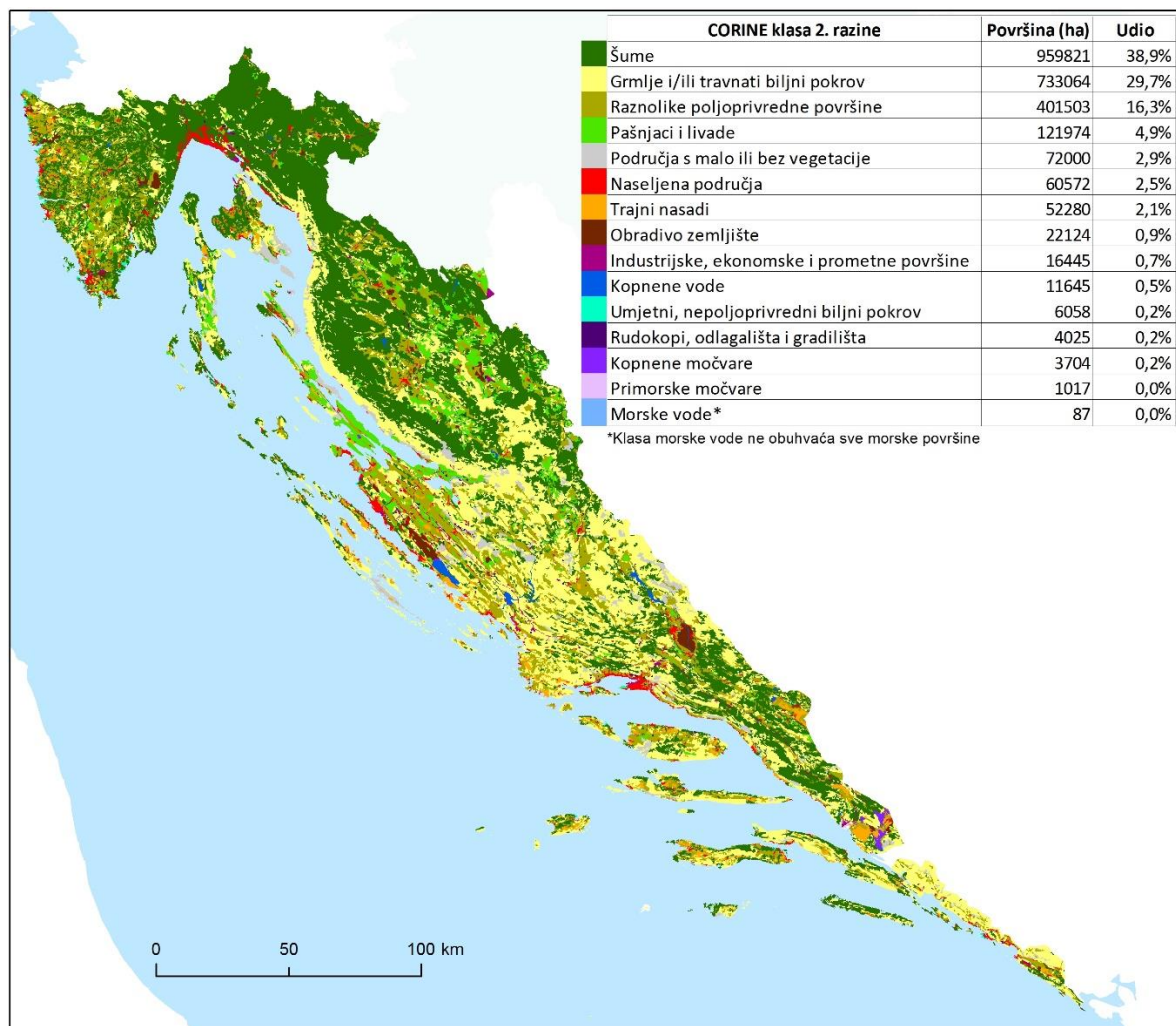 CORINE klasa 2. razine Površina (ha) Udio
Šume 959821 38,9%
Grmlje i/ili travnati biljni pokrov 733064 29,7%
Raznolike poljoprivredne površine 401503 16,3%
Pašnjaci i livade 121974 4,9%
Područja s malo ili bez vegetacije 72000 2,9%
Naseljena područja 60572 2,5%
Trajni nasadi 52280 2,1%
Obradivo zemljište 22124 0,9%
Industrijske, ekonomske i prometne površine 16445 0,7%
Kopnene vode 11645 0,5%
Umjetni, nepoljoprivredni biljni pokrov 6058 0,2%
Rudokopi, odlagališta i gradilišta 4025 0,2%
Kopnene močvare 3704 0,2%
Primorske močvare 1017 0,0%
Morske vode* 87 0,0%
*Klasa morske vode ne obuhvaća sve morske površine
0 50 100 km